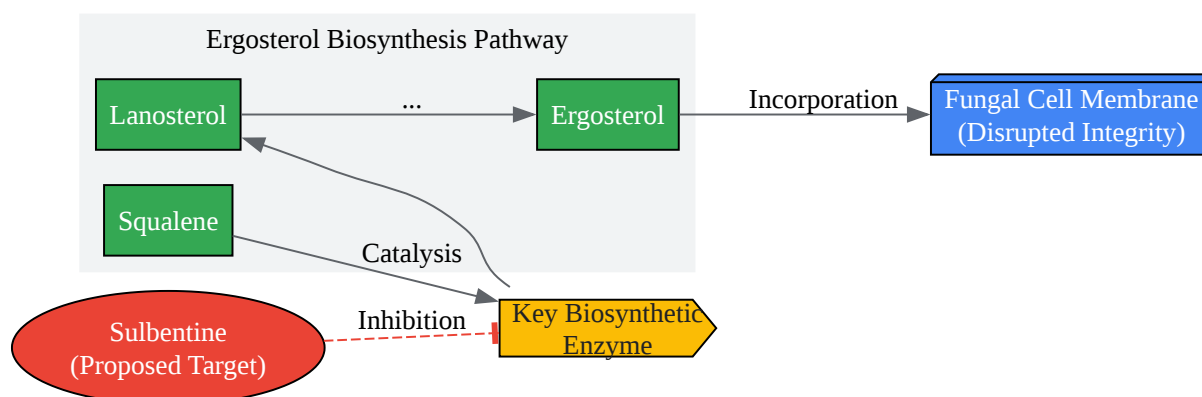 Ergosterol Biosynthesis Pathway
Lanosterol
...
Ergosterol
Incorporation
Fungal Cell Membrane
(Disrupted Integrity)
Squalene
Catalysis
Sulbentine
(Proposed Target)
Inhibition
Key Biosynthetic
Enzyme